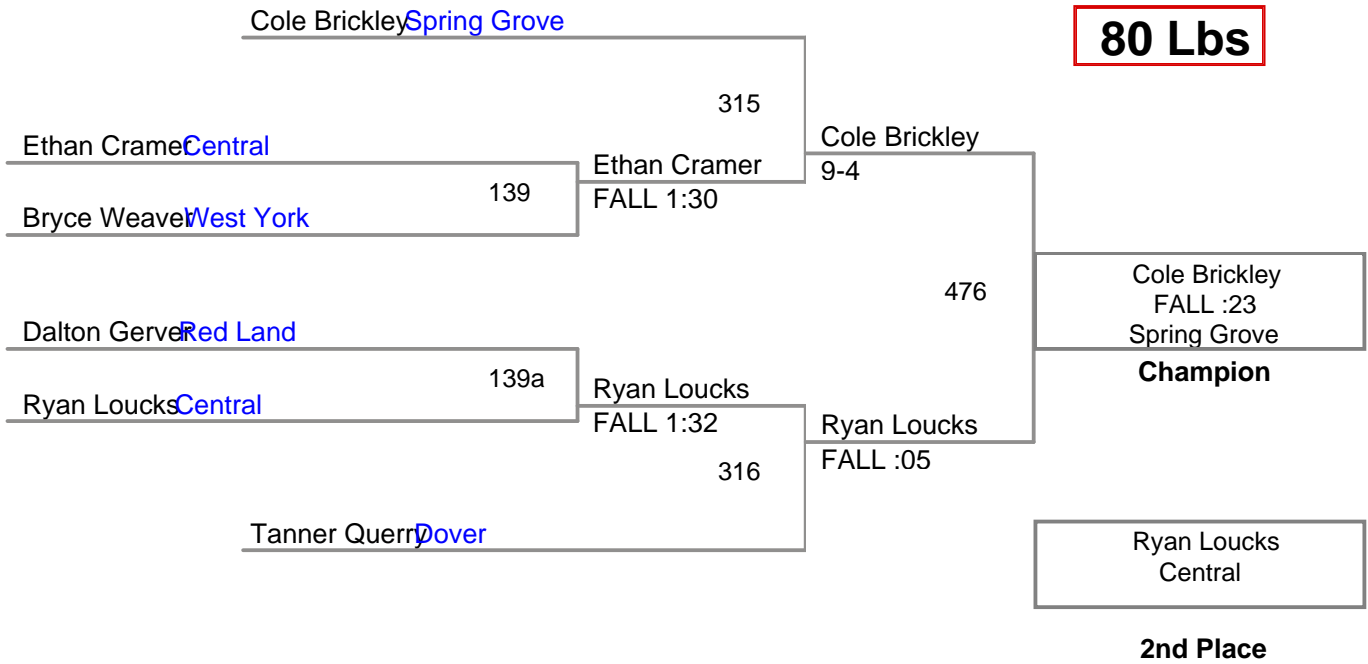 Cole Brickley Spring Grove
80 Lbs
315
Ethan Cramer Central
Cole Brickley
Ethan Cramer
9-4
139
FALL 1:30
Bryce Weaver West York
Cole Brickley
476
FALL :23
Dalton Gerver Red Land
Spring Grove
139a
Champion
Ryan Loucks
Ryan Loucks Central
FALL 1:32
Ryan Loucks
FALL :05
316
Tanner Querry Dover
Ryan Loucks
Central
2nd Place